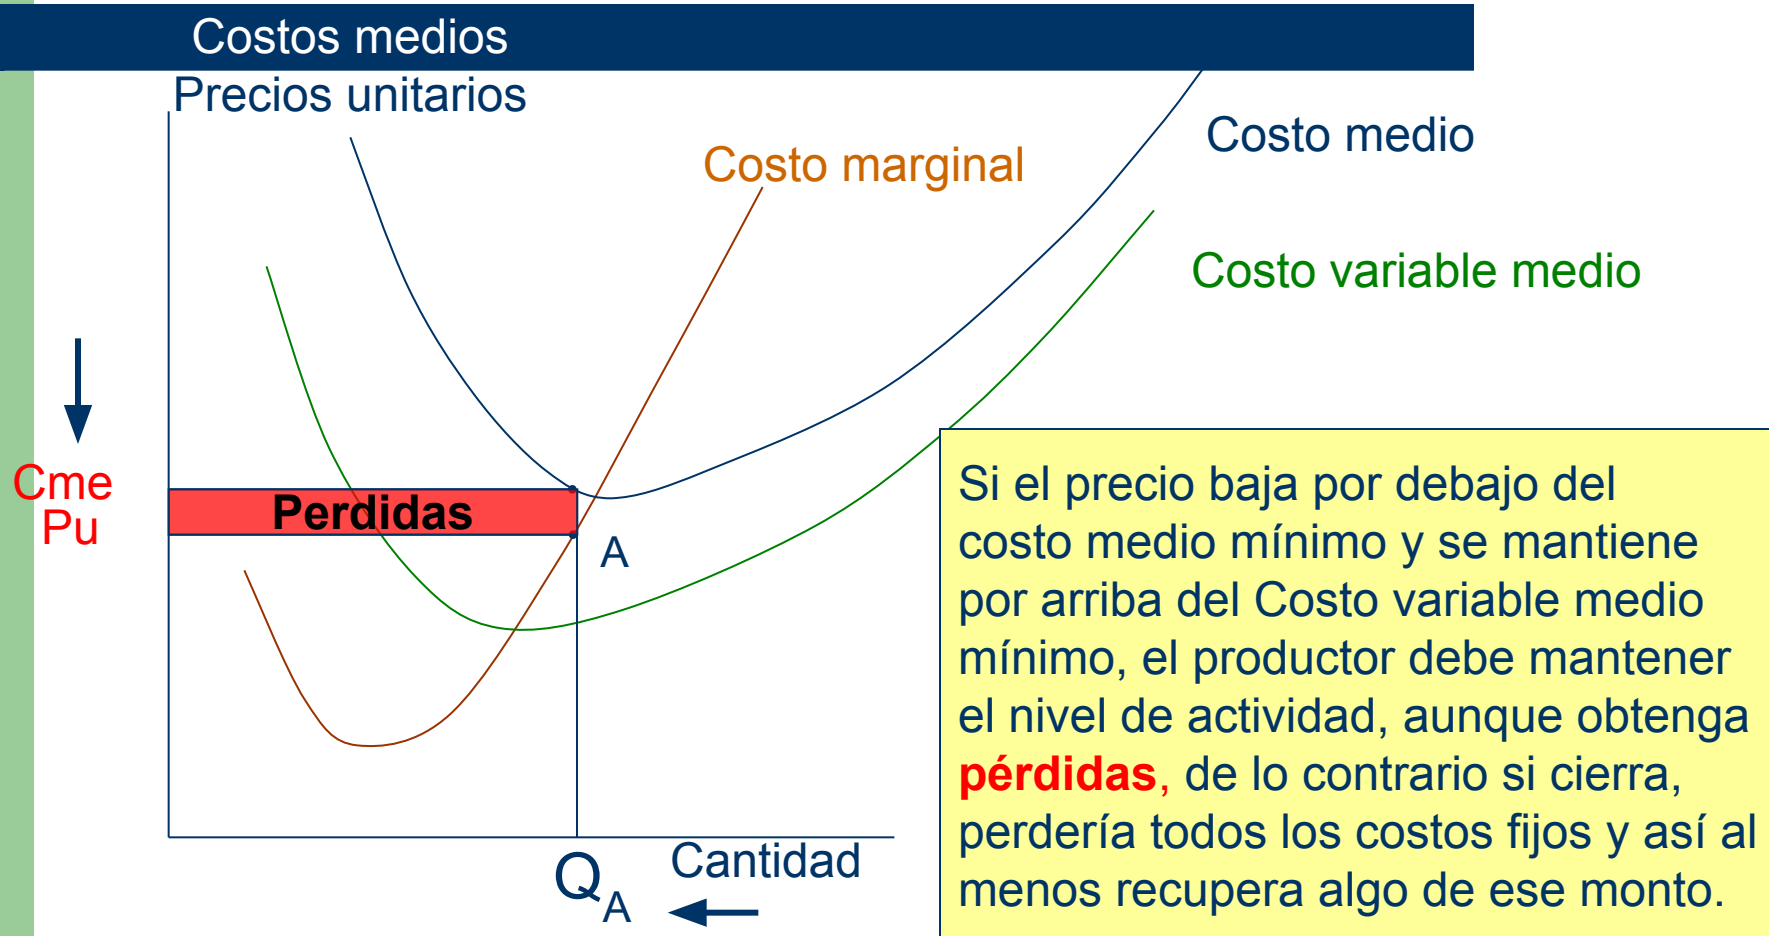 Costos medios
Precios unitarios
Costo medio
Costo marginal
Costo variable medio
Cme
Pu
Perdidas
A
Si el precio baja por debajo del
costo medio mínimo y se mantiene
por arriba del Costo variable medio
mínimo, el productor debe mantener
el nivel de actividad, aunque obtenga
pérdidas, de lo contrario si cierra,
perdería todos los costos fijos y así al
menos recupera algo de ese monto.
QA
Cantidad